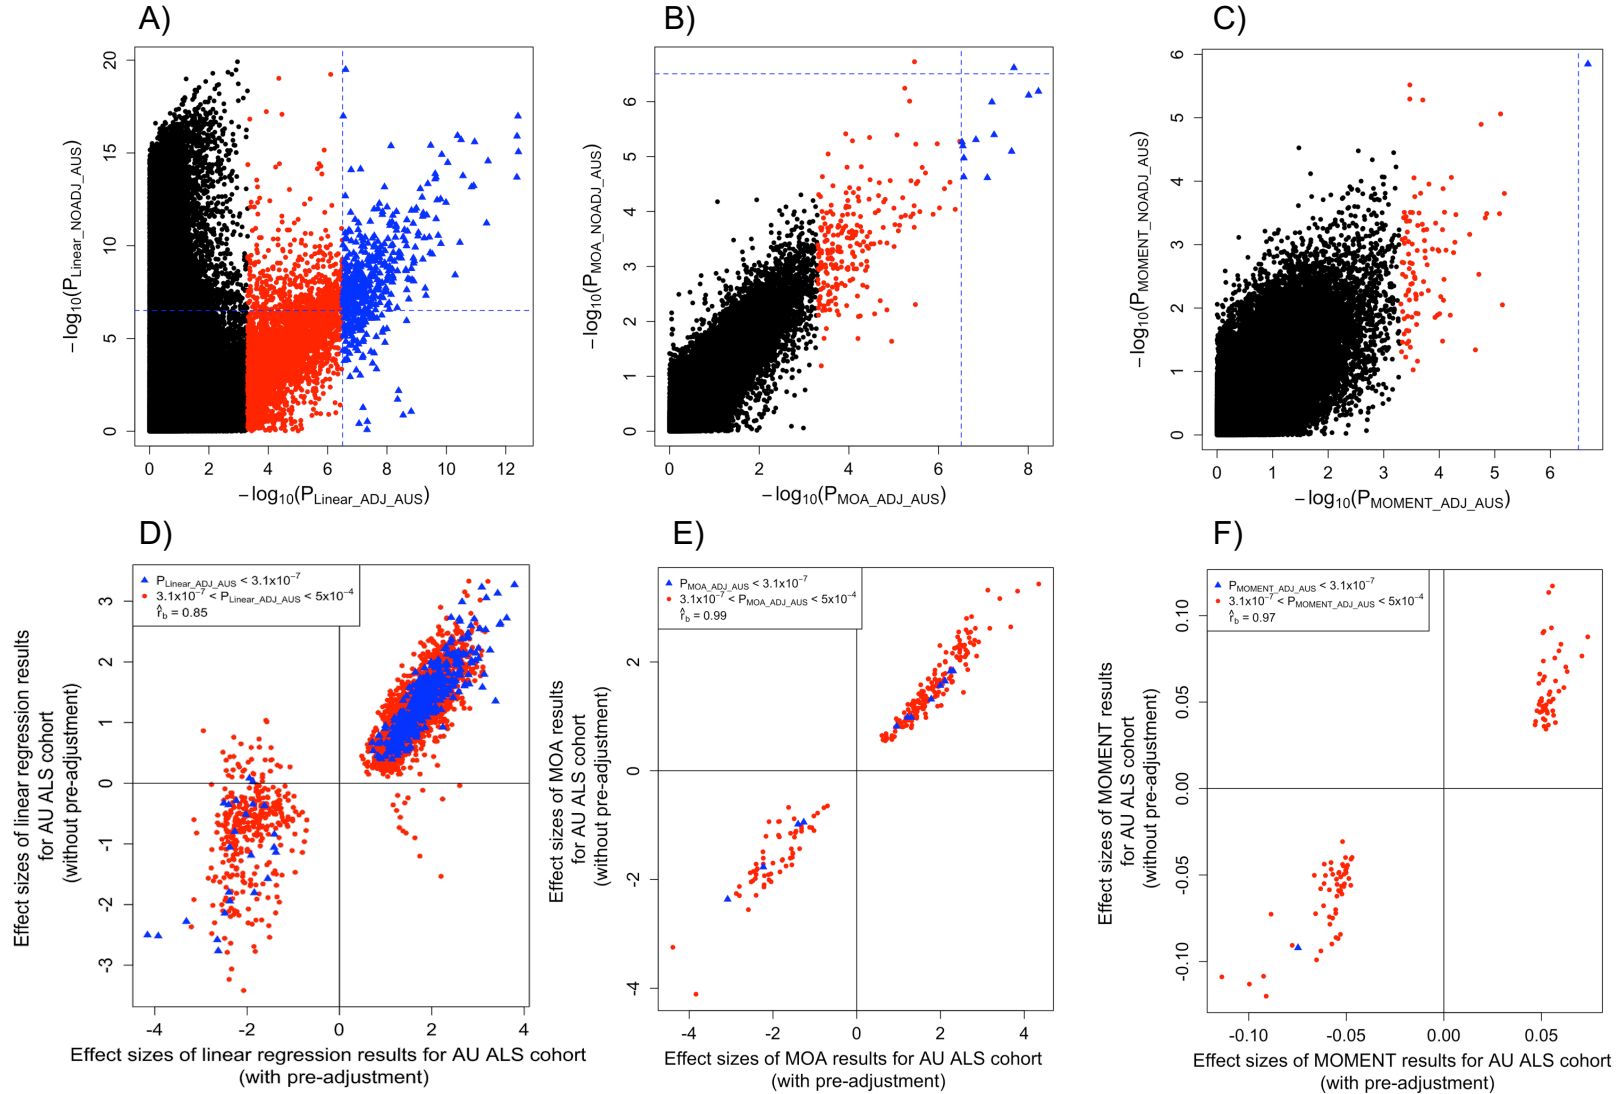 A)
B)
C)
20
15
10
5
0
−log10(PLinear_NOADJ_AUS)
0 2 4 6 8 10 12
−log10(PLinear_ADJ_AUS)
6
5
4
3
2
1
0
−log10(PMOA_NOADJ_AUS)
0 2 4 6 8
−log10(PMOA_ADJ_AUS)
6
5
4
3
2
1
0
−log10(PMOMENT_NOADJ_AUS)
0 1 2 3 4 5 6
−log10(PMOMENT_ADJ_AUS)
D)
E)
F)
PLinear_ADJ_AUS < 3.1x10−7
3.1x10−7 < PLinear_ADJ_AUS < 5x10−4
r̂b = 0.85
3
2
1
0
-1
-2
-3
Effect sizes of linear regression results
for AU ALS cohort
(without pre-adjustment)
-4 -2 0 2 4
Effect sizes of linear regression results for AU ALS cohort
(with pre-adjustment)
PMOA_ADJ_AUS < 3.1x10−7
3.1x10−7 < PMOA_ADJ_AUS < 5x10−4
r̂b = 0.99
2
0
-2
-4
Effect sizes of MOA results
for AU ALS cohort
(without pre-adjustment)
-4 -2 0 2 4
Effect sizes of MOA results for AU ALS cohort
(with pre-adjustment)
PMOMENT_ADJ_AUS < 3.1x10−7
3.1x10−7 < PMOMENT_ADJ_AUS < 5x10−4
r̂b = 0.97
0.10
0.05
0.00
-0.05
-0.10
Effect sizes of MOMENT results
for AU ALS cohort
(without pre-adjustment)
-0.10 -0.05 0.00 0.05
Effect sizes of MOMENT results for AU ALS cohort
(with pre-adjustment)